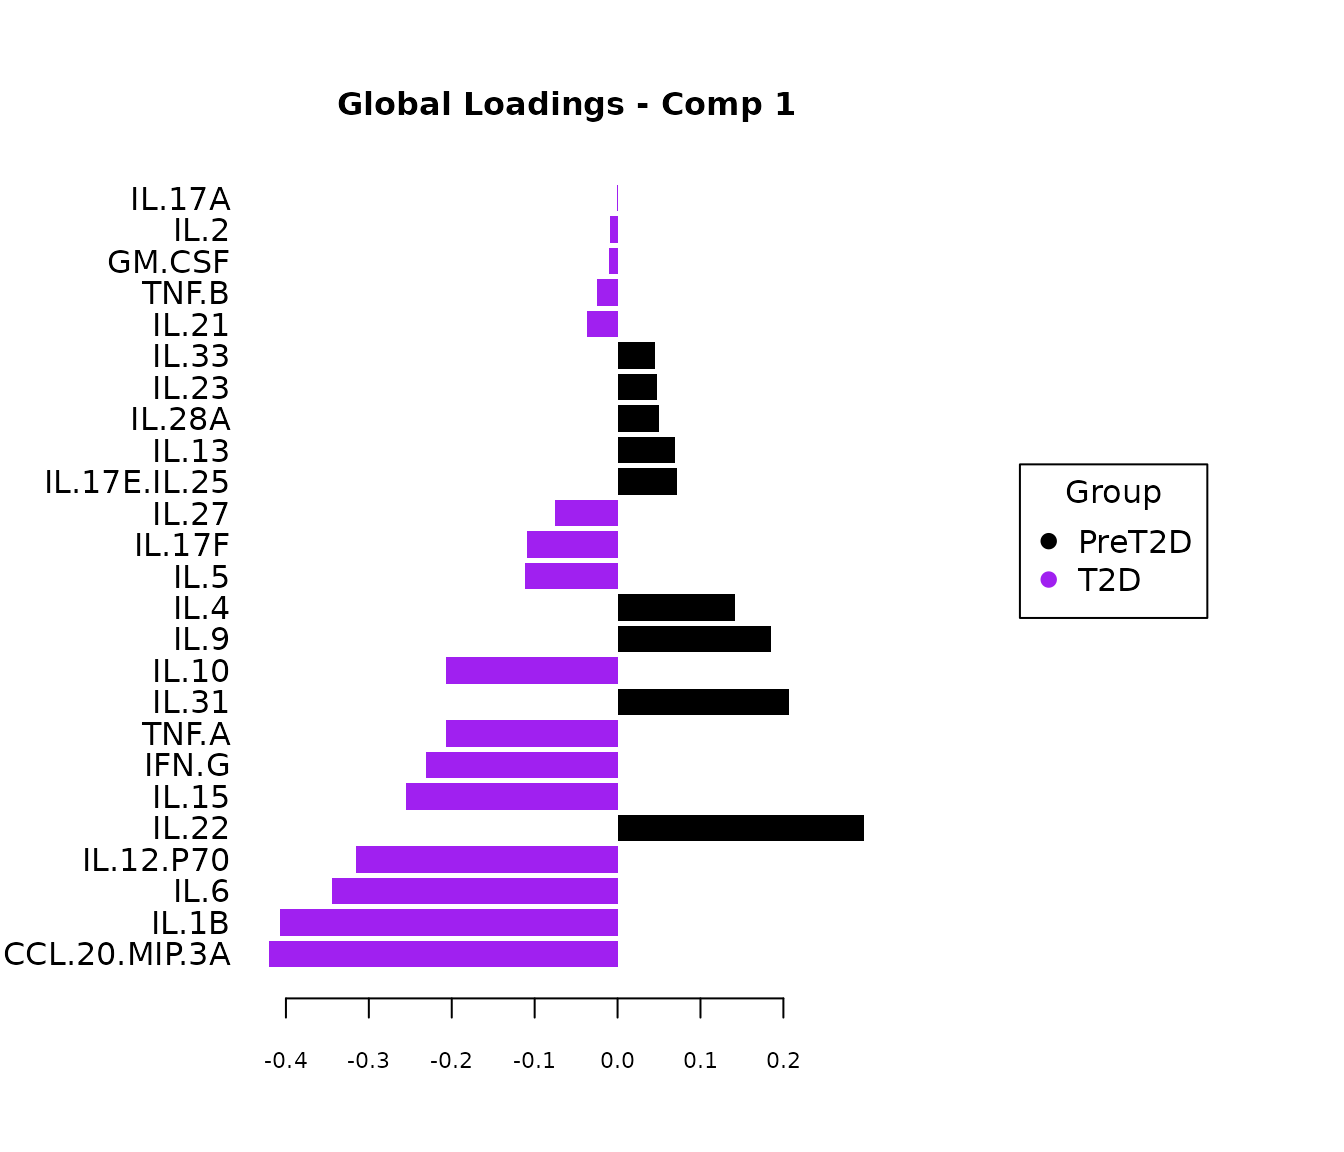 Global Loadings - Comp 1
IL.17A
IL.2
GM.CSF
TNF.B
IL.21
IL.33
IL.23
IL.28A
IL.13
IL.17E.IL.25
IL.27
IL.17F
IL.5
IL.4
IL.9
IL.10
IL.31
TNF.A
IFN.G
IL.15
IL.22
IL.12.P70
IL.6
IL.1B
CCL.20.MIP.3A
-0.4 -0.3 -0.2 -0.1 0.0 0.1 0.2
Group
PreT2D
T2D